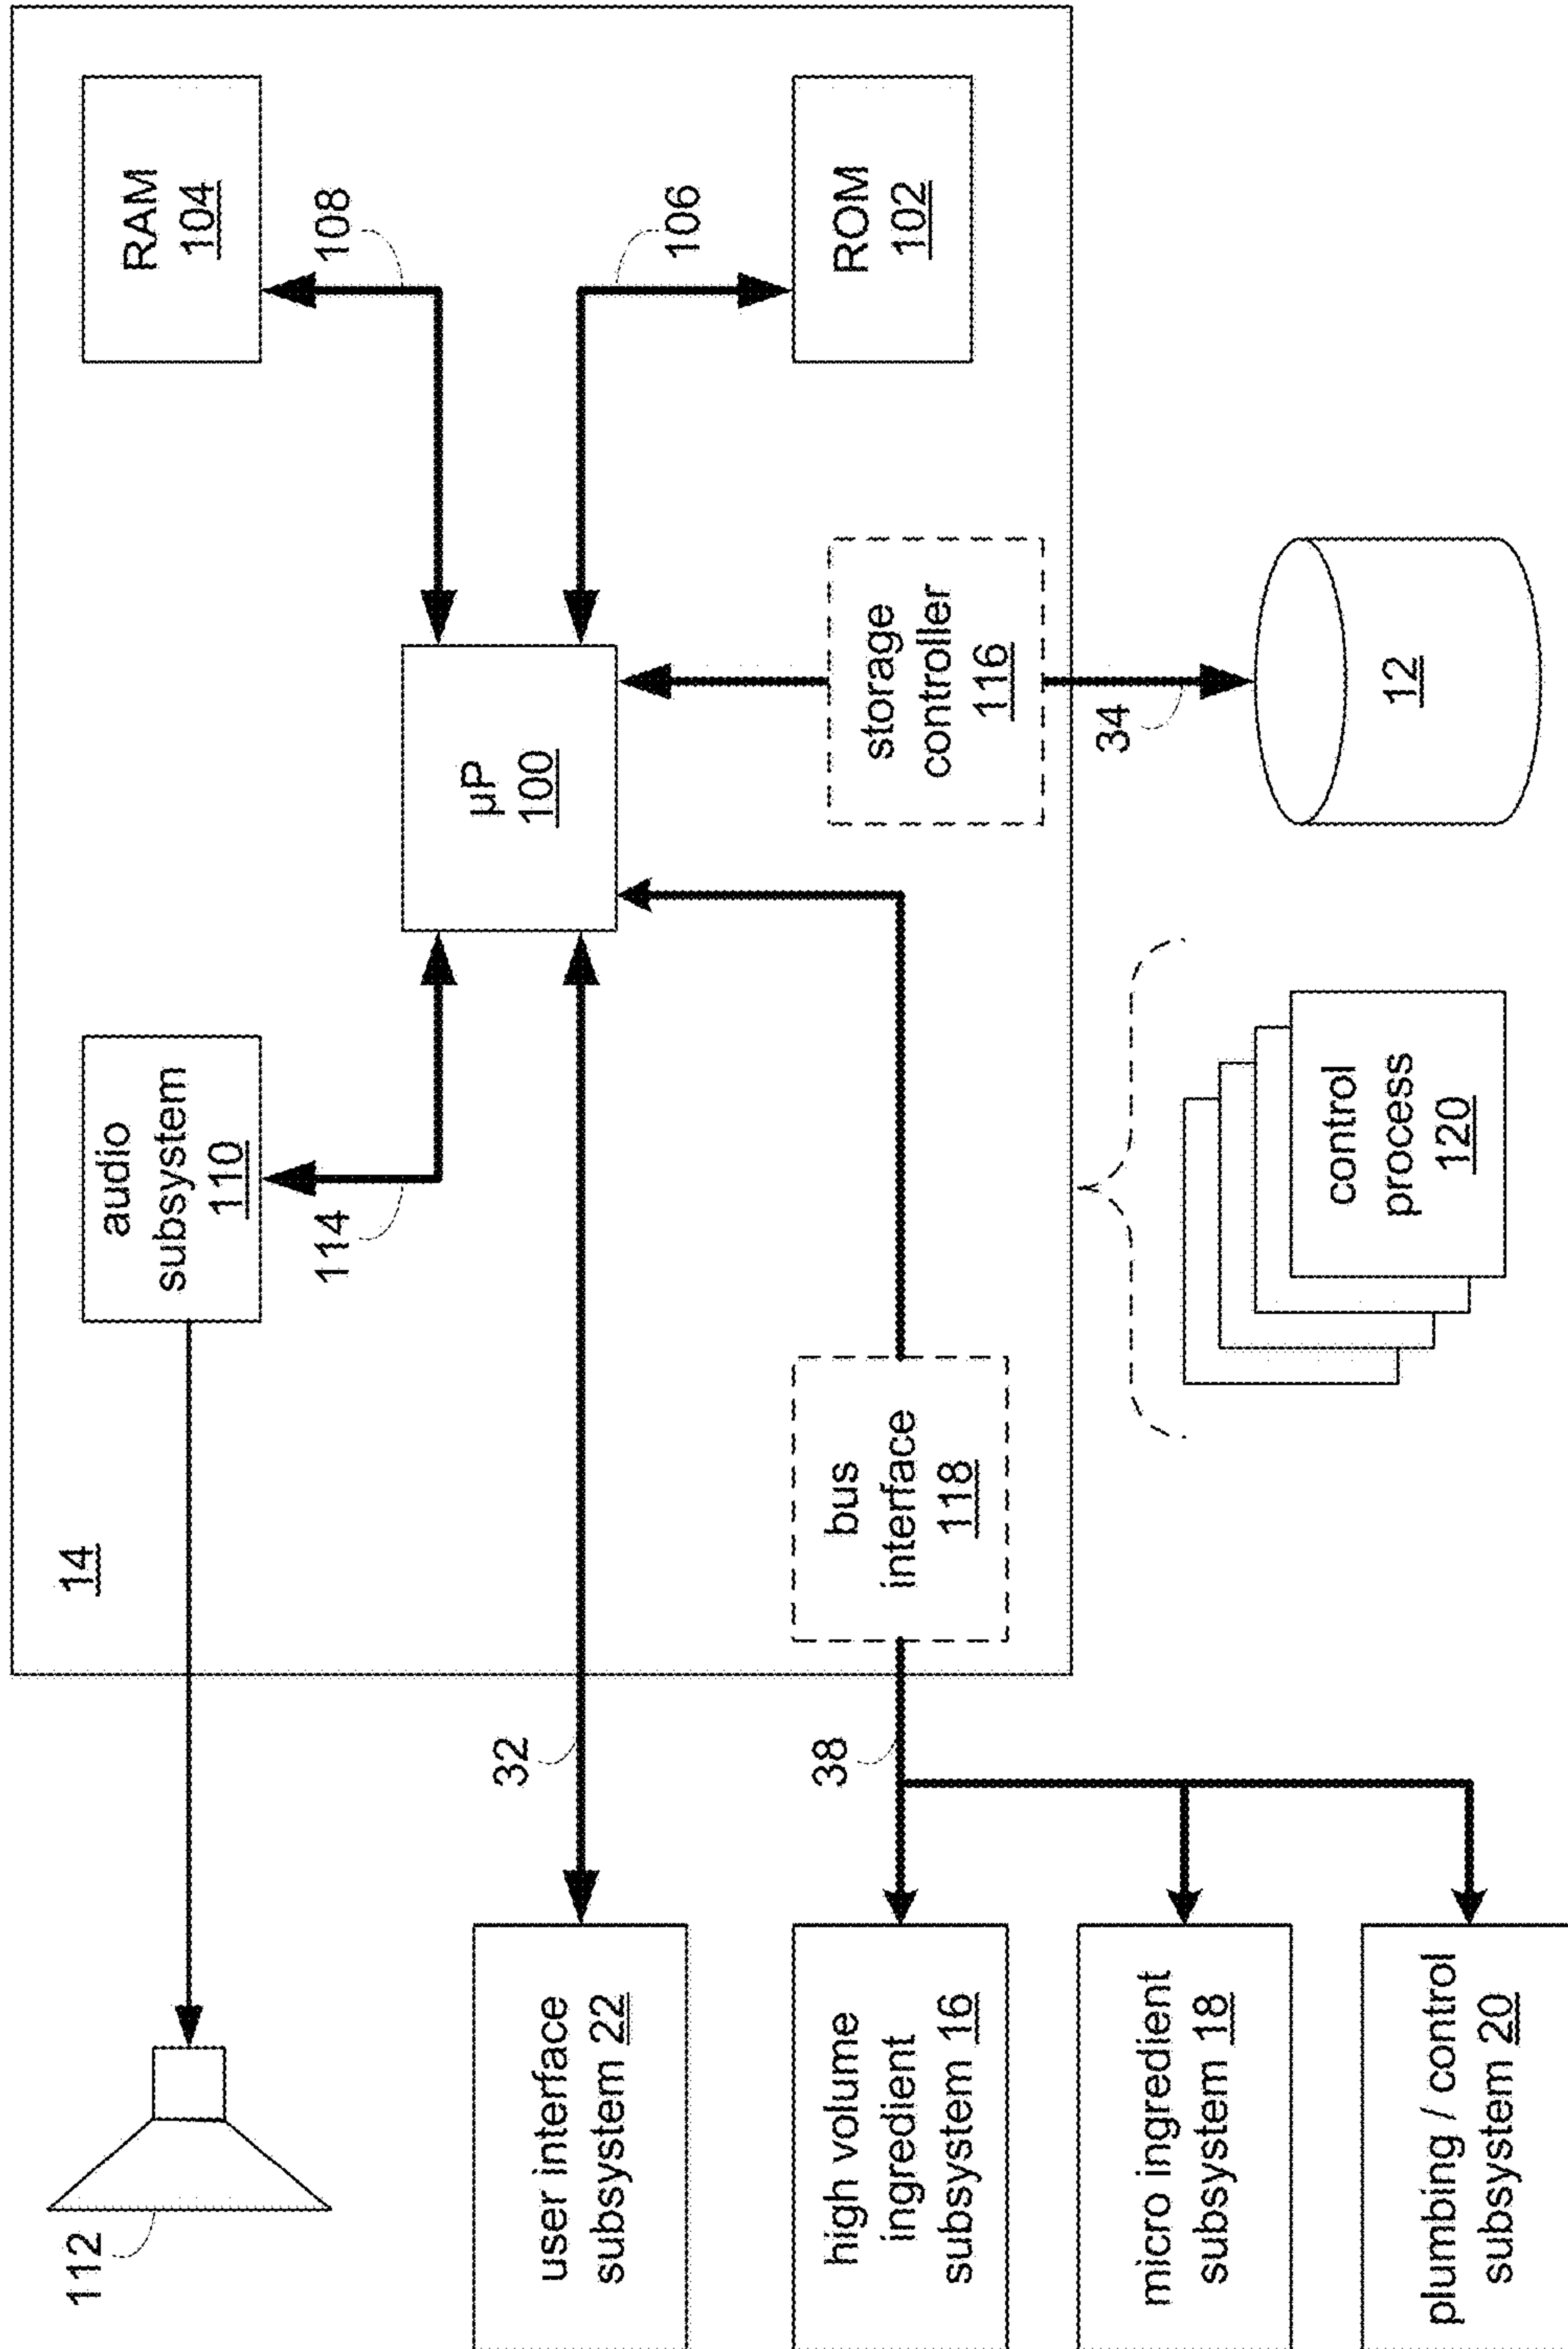 14
112
audio
subsystem
110
114
RAM
104
108
μP
100
106
ROM
102
32
user interface
subsystem 22
38
high volume
ingredient
subsystem 16
bus
interface
118
storage
controller
116
34
12
micro ingredient
subsystem 18
control
process
120
plumbing / control
subsystem 20